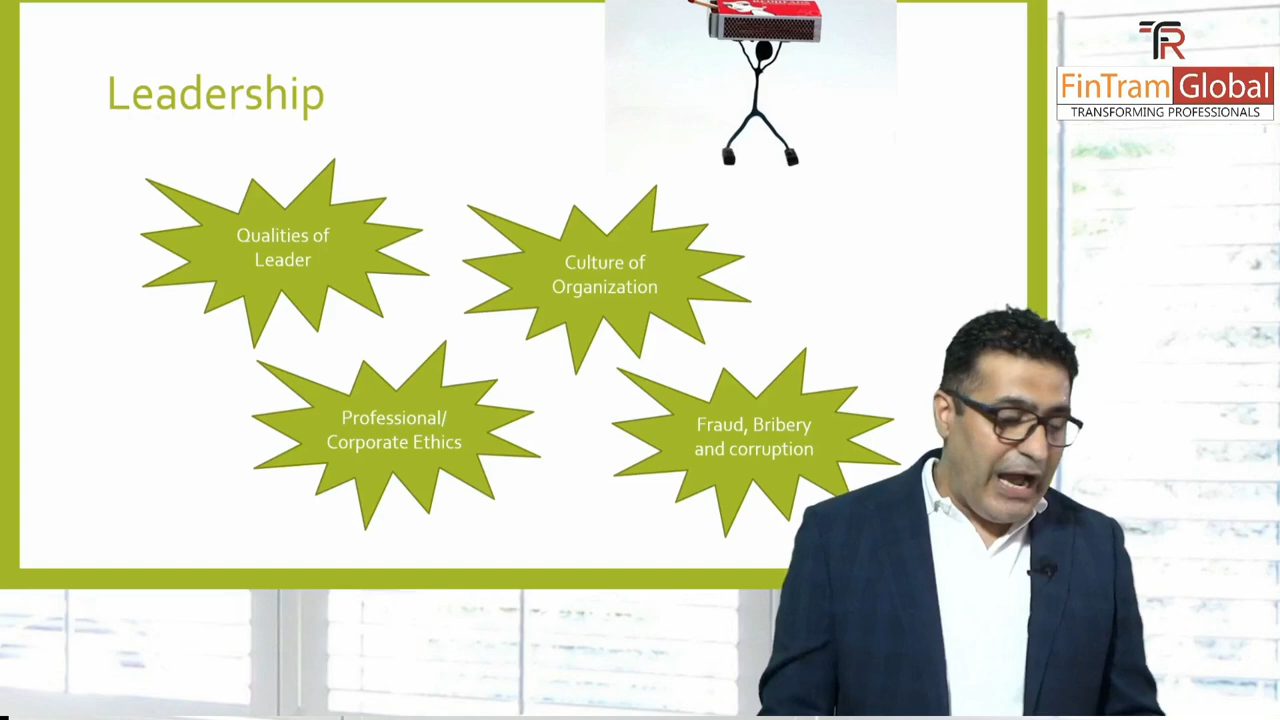 Leadership
FinTram Global
TRANSFORMING PROFESSIONALS
Qualities of
Leader
Culture of
Organization
Professional/
Corporate Ethics
Fraud, Bribery
and corruption